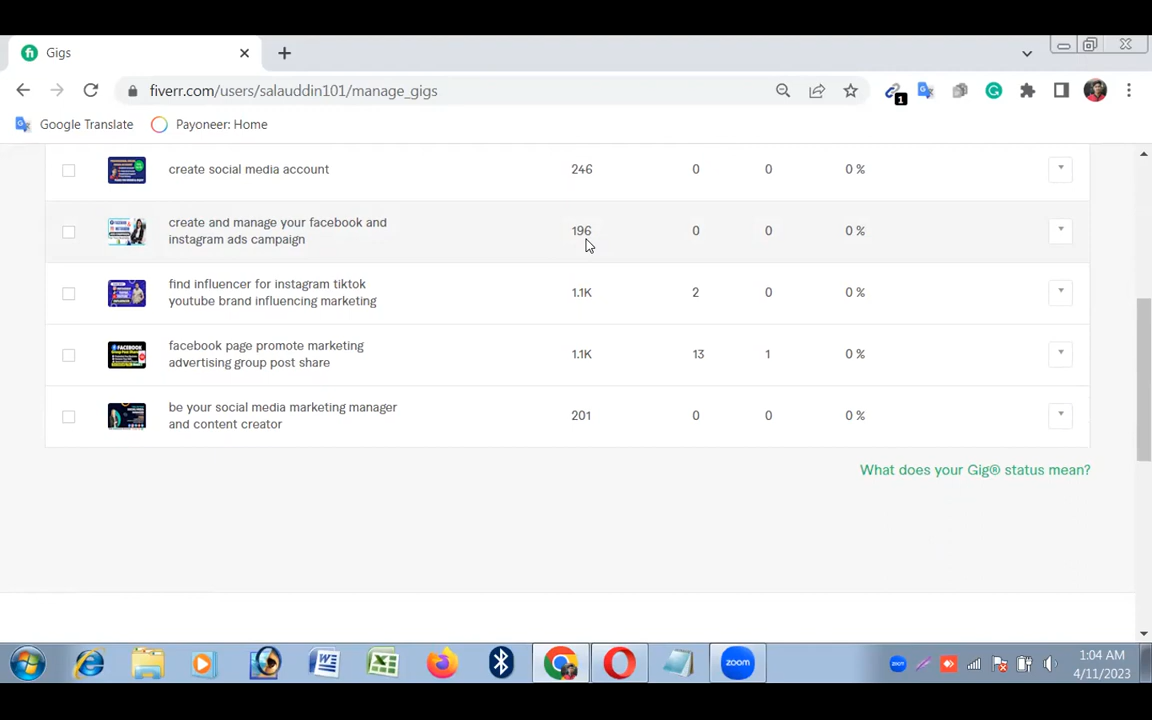 Gigs
fiverr.com/users/salauddin101/manage_gigs
1
Google Translate Payoneer: Home
create social media account 246 0 0 0 %
create and manage your facebook and
instagram ads campaign 196 0 0 0 %
find influencer for instagram tiktok
youtube brand influencing marketing 1.1K 2 0 0 %
facebook page promote marketing
advertising group post share 1.1K 13 1 0 %
be your social media marketing manager
and content creator 201 0 0 0 %
What does your Gig® status mean?
zoom
1:04 AM
4/11/2023